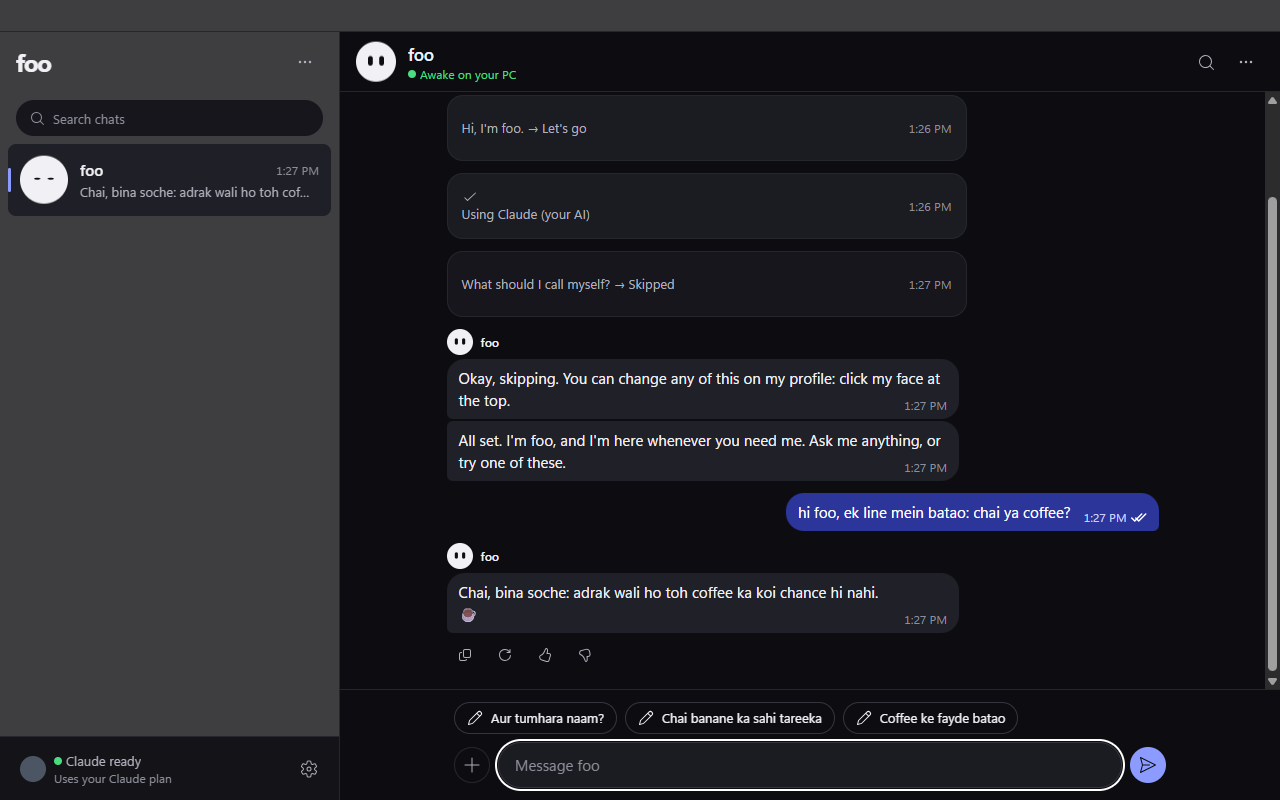 foo
...
Search chats
foo
1:27 PM
Chai, bina soche: adrak wali ho toh cof...
Claude ready
Uses your Claude plan
foo
Awake on your PC
...
Hi, I'm foo. → Let's go
1:26 PM
Using Claude (your AI)
1:26 PM
What should I call myself? → Skipped
1:27 PM
foo
Okay, skipping. You can change any of this on my profile: click my face at
the top.
1:27 PM
All set. I'm foo, and I'm here whenever you need me. Ask me anything, or
try one of these.
1:27 PM
hi foo, ek line mein batao: chai ya coffee?
1:27 PM
foo
Chai, bina soche: adrak wali ho toh coffee ka koi chance hi nahi.
☕
1:27 PM
Aur tumhara naam?
Chai banane ka sahi tareeka
Coffee ke fayde batao
Message foo